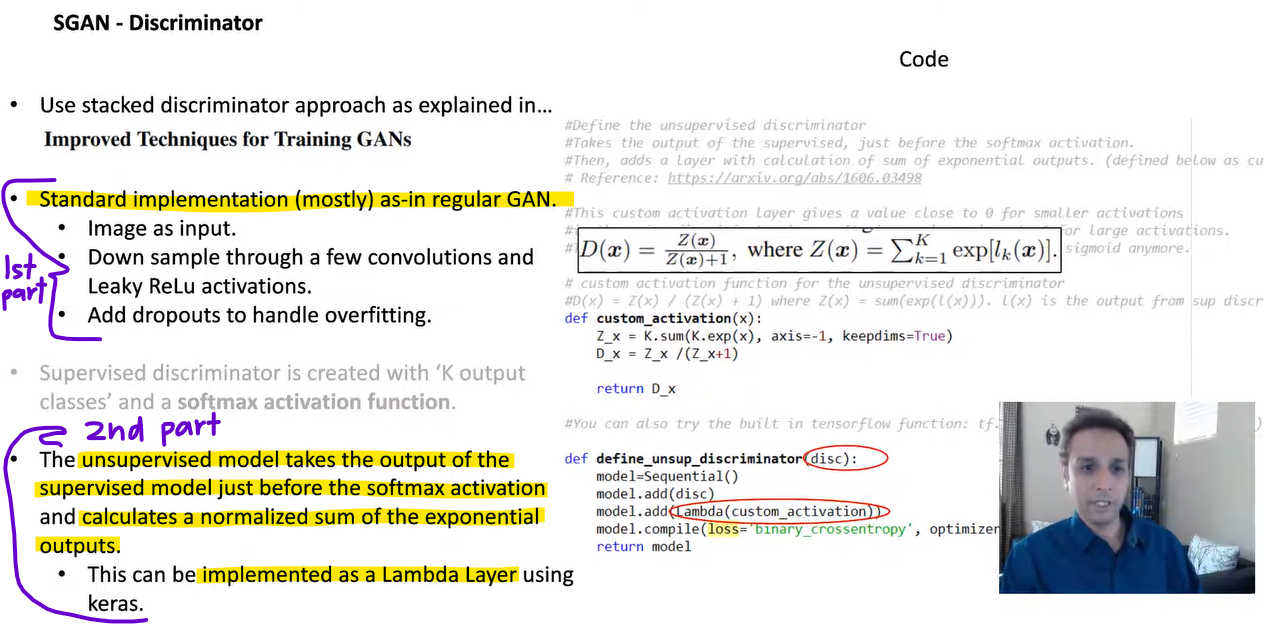 SGAN - Discriminator
Code
• Use stacked discriminator approach as explained in…
Improved Techniques for Training GANs
• Standard implementation (mostly) as-in regular GAN.
• Image as input.
• Down sample through a few convolutions and
Leaky ReLu activations.
• Add dropouts to handle overfitting.
1st
part
• Supervised discriminator is created with ‘K output
classes’ and a softmax activation function.
2nd part
• The unsupervised model takes the output of the
supervised model just before the softmax activation
and calculates a normalized sum of the exponential
outputs.
• This can be implemented as a Lambda Layer using
keras.
#Define the unsupervised discriminator
#Takes the output of the supervised, just before the softmax activation.
#Then, adds a layer with calculation of sum of exponential outputs. (defined below as cu
# Reference: https://arxiv.org/abs/1606.03498
#This custom activation layer gives a value close to 0 for smaller activations
for large activations.
D(x) = Z(x) / Z(x)+1, where Z(x) = ∑_{k=1}^{K} exp[l_k(x)].
sigmoid anymore.
# custom activation function for the unsupervised discriminator
#D(x) = Z(x) / (Z(x) + 1) where Z(x) = sum(exp(l(x))). l(x) is the output from sup discr
def custom_activation(x):
Z_x = K.sum(K.exp(x), axis=-1, keepdims=True)
D_x = Z_x /(Z_x+1)
return D_x
#You can also try the built in tensorflow function: tf.
def define_unsup_discriminator(disc):
model=Sequential()
model.add(disc)
model.add(Lambda(custom_activation))
model.compile(loss='binary_crossentropy', optimizer
return model